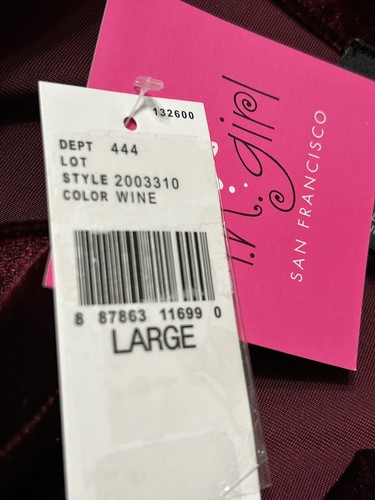 132600
DEPT 444
LOT
STYLE 2003310
COLOR WINE
8 87863 11699 0
LARGE
i.n. girl
SAN FRANCISCO